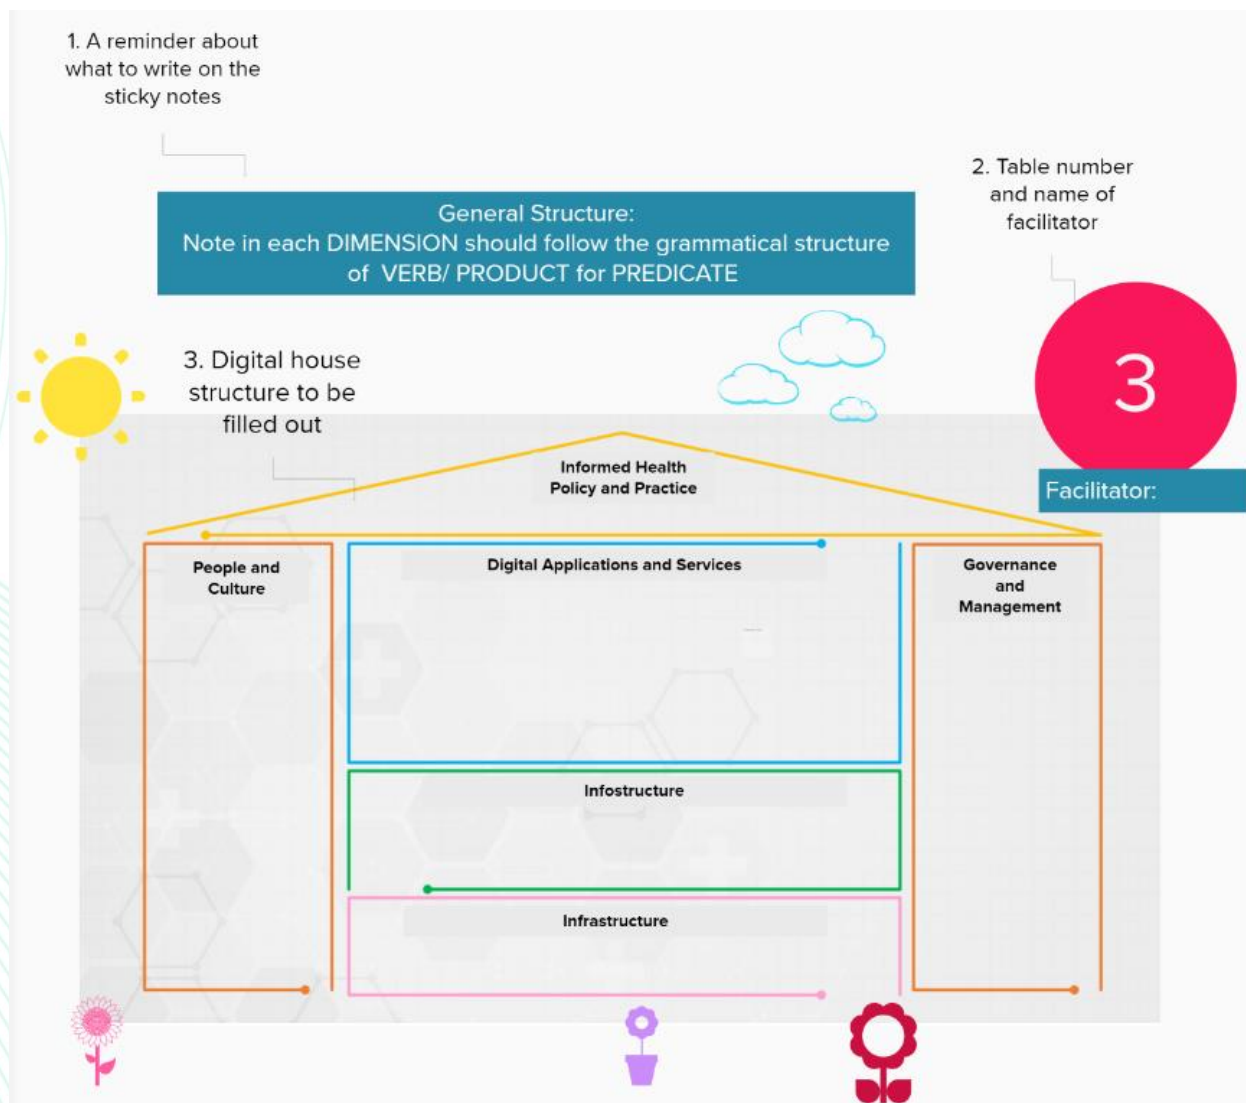 1. A reminder about
what to write on the
sticky notes
2. Table number
and name of
facilitator
General Structure:
Note in each DIMENSION should follow the grammatical structure
of VERB/ PRODUCT for PREDICATE
3. Digital house
structure to be
filled out
3
Facilitator:
Informed Health
Policy and Practice
People and
Culture
Digital Applications and Services
Governance
and
Management
Infostructure
Infrastructure